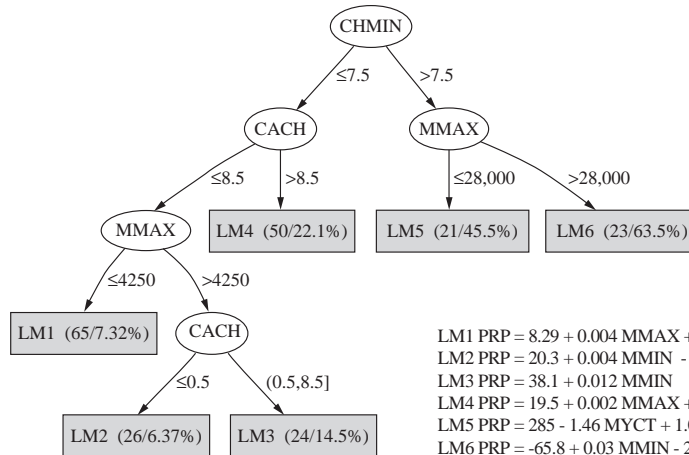 CHMIN
≤7.5
>7.5
CACH
MMAX
≤8.5
>8.5
≤28,000
>28,000
MMAX
LM4 (50/22.1%)
LM5 (21/45.5%)
LM6 (23/63.5%)
≤4250
>4250
LM1 (65/7.32%)
CACH
≤0.5
(0.5,8.5]
LM2 (26/6.37%)
LM3 (24/14.5%)
LM1 PRP = 8.29 + 0.004 MMAX +
LM2 PRP = 20.3 + 0.004 MMIN -
LM3 PRP = 38.1 + 0.012 MMIN
LM4 PRP = 19.5 + 0.002 MMAX +
LM5 PRP = 285 - 1.46 MYCT + 1.0
LM6 PRP = -65.8 + 0.03 MMIN - 2